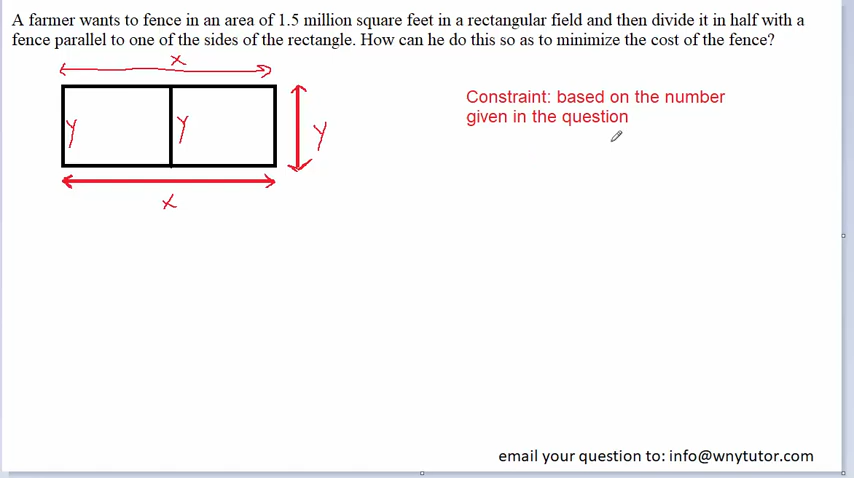 A farmer wants to fence in an area of 1.5 million square feet in a rectangular field and then divide it in half with a
fence parallel to one of the sides of the rectangle. How can he do this so as to minimize the cost of the fence?
x
Constraint: based on the number
given in the question
y
y
y
x
email your question to: info@wnytutor.com